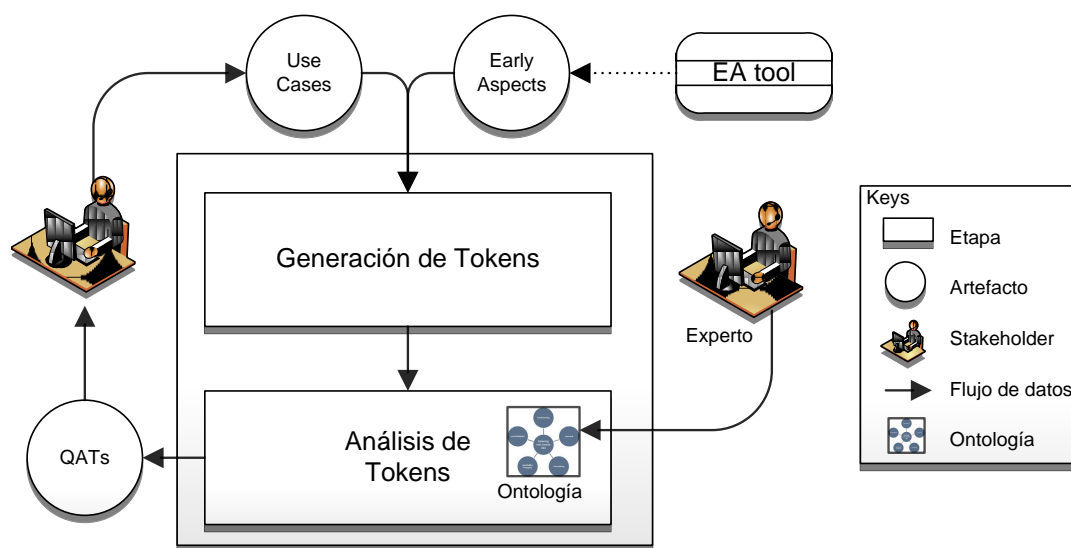 Use
Cases
Early
Aspects
EA tool
Generación de Tokens
Experto
Análisis de
Tokens
Ontología
QATs
Keys
Etapa
Artefacto
Stakeholder
Flujo de datos
Ontología